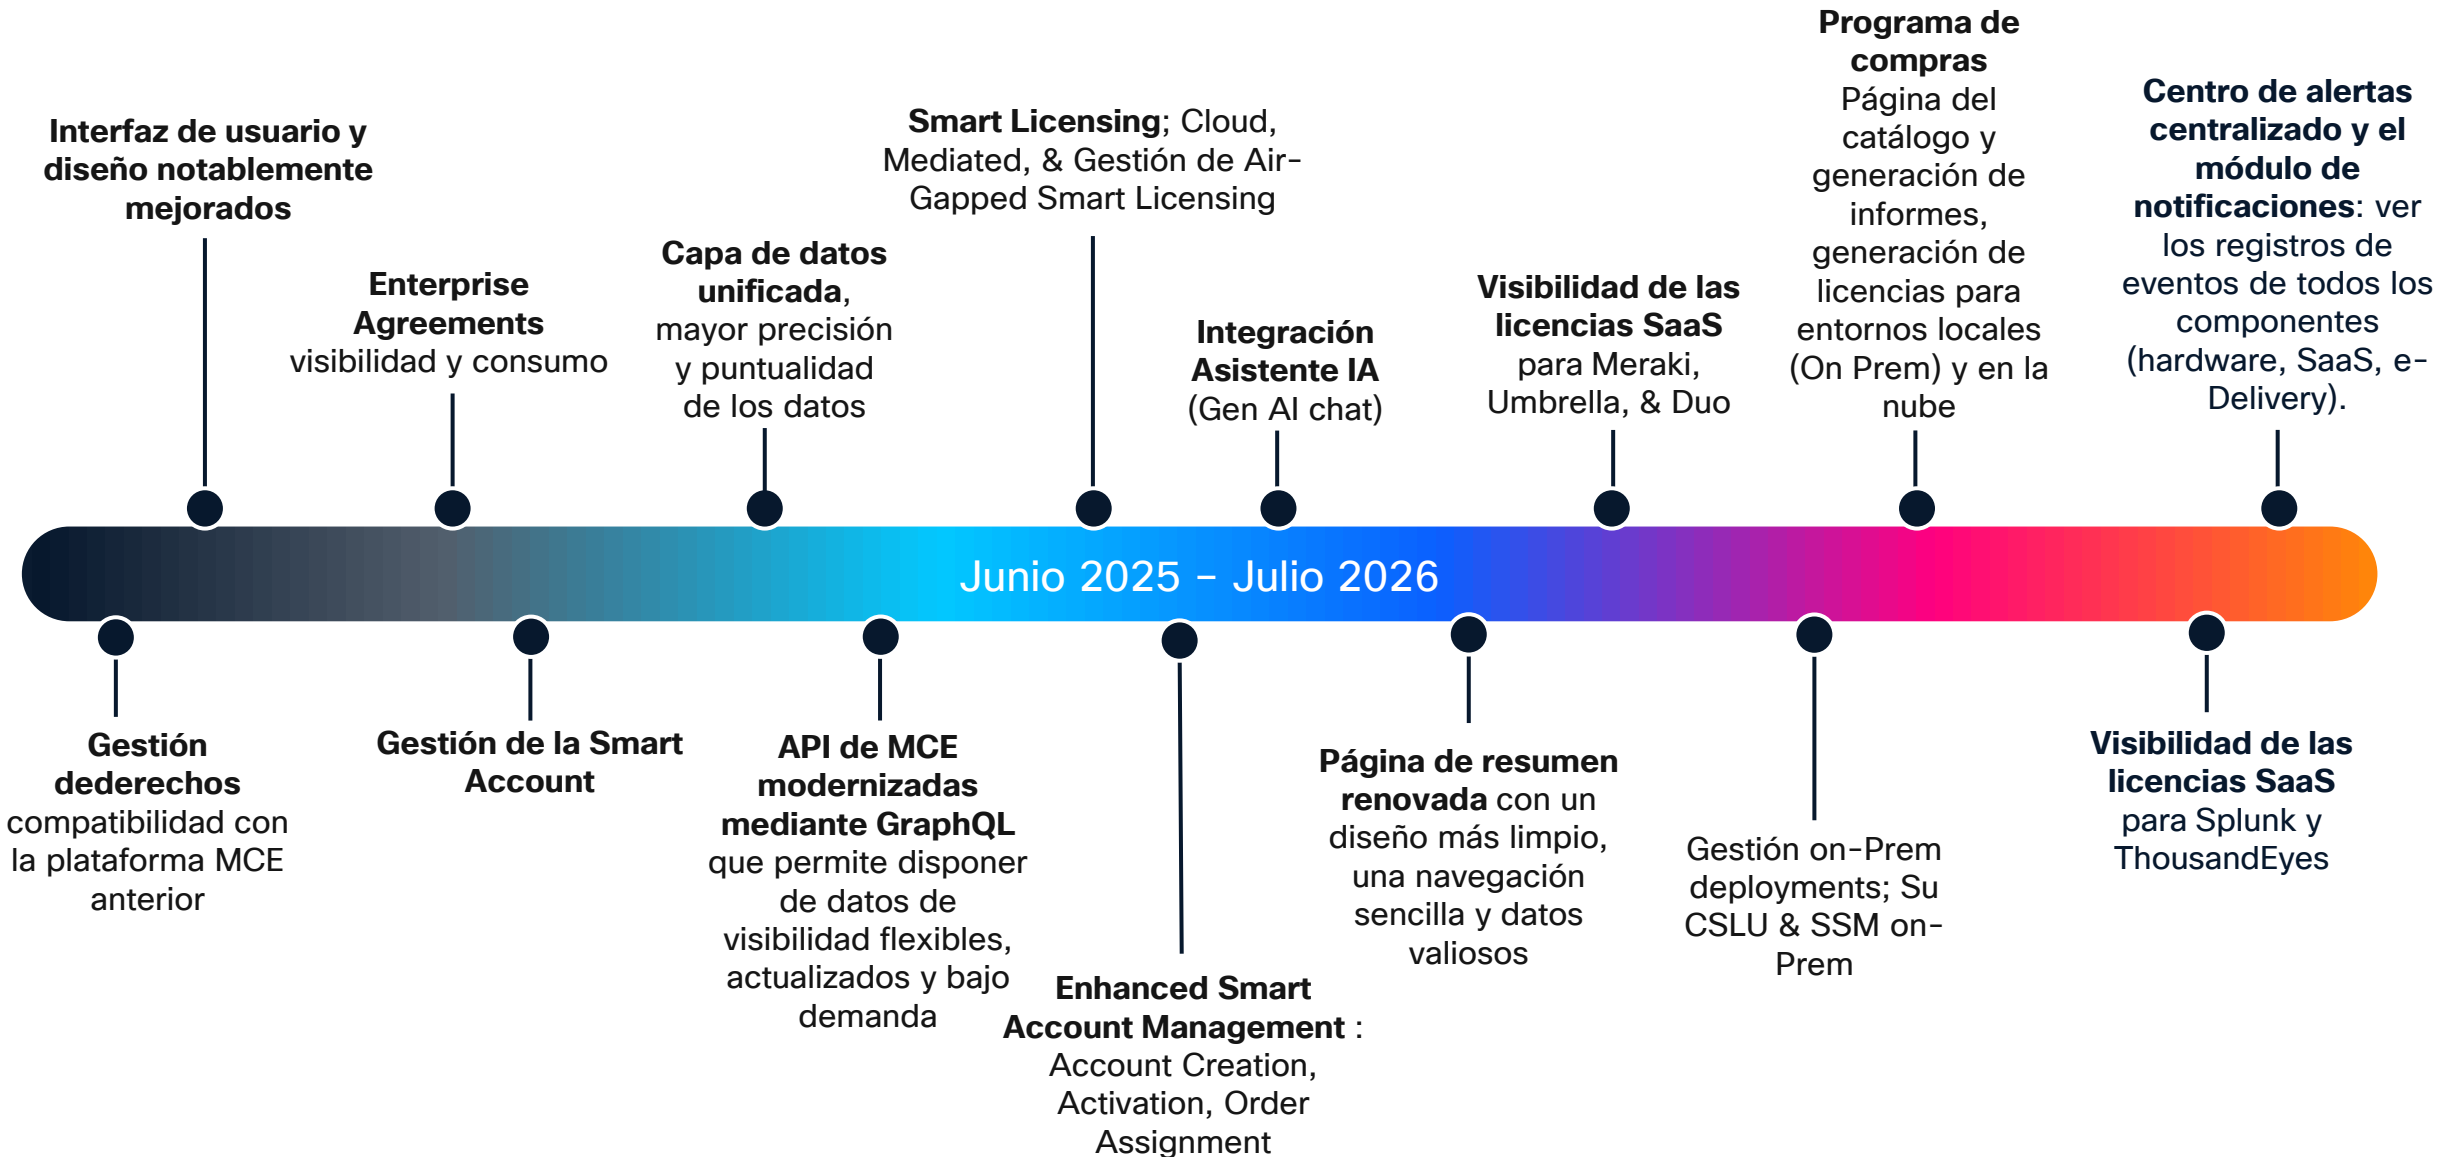 Interfaz de usuario y
diseño notablemente
mejorados
Enterprise
Agreements
visibilidad y consumo
Capa de datos
unificada,
mayor precisión
y puntualidad
de los datos
Smart Licensing; Cloud,
Mediated, & Gestión de Air-
Gapped Smart Licensing
Integración
Asistente IA
(Gen AI chat)
Visibilidad de las
licencias SaaS
para Meraki,
Umbrella, & Duo
Programa de
compras
Página del
catálogo y
generación de
informes,
generación de
licencias para
entornos locales
(On Prem) y en la
nube
Centro de alertas
centralizado y el
módulo de
notificaciones: ver
los registros de
eventos de todos los
componentes
(hardware, SaaS, e-
Delivery).
Junio 2025 – Julio 2026
Gestión
dederechos
compatibilidad con
la plataforma MCE
anterior
Gestión de la Smart
Account
API de MCE
modernizadas
mediante GraphQL
que permite disponer
de datos de
visibilidad flexibles,
actualizados y bajo
demanda
Enhanced Smart
Account Management :
Account Creation,
Activation, Order
Assignment
Página de resumen
renovada con un
diseño más limpio,
una navegación
sencilla y datos
valiosos
Gestión on-Prem
deployments; Su
CSLU & SSM on-
Prem
Visibilidad de las
licencias SaaS
para Splunk y
ThousandEyes